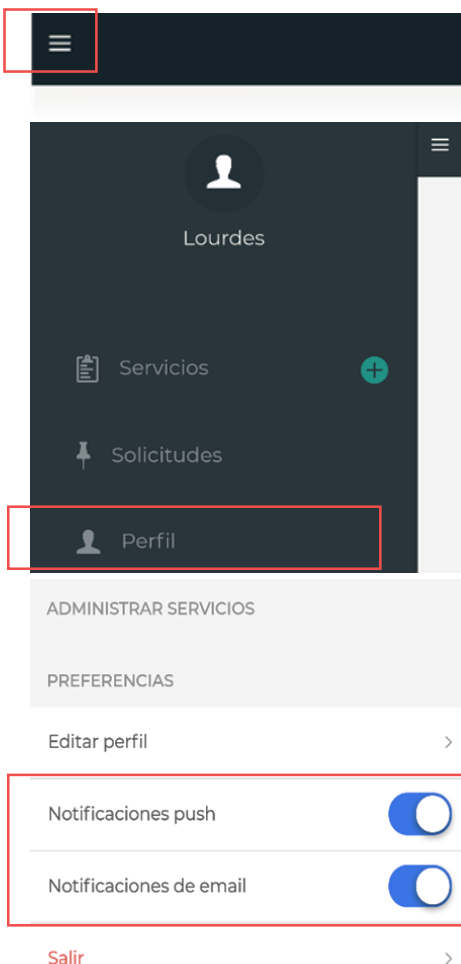 Lourdes
Servicios
Solicitudes
Perfil
ADMINISTRAR SERVICIOS
PREFERENCIAS
Editar perfil
Notificaciones push
Notificaciones de email
Salir